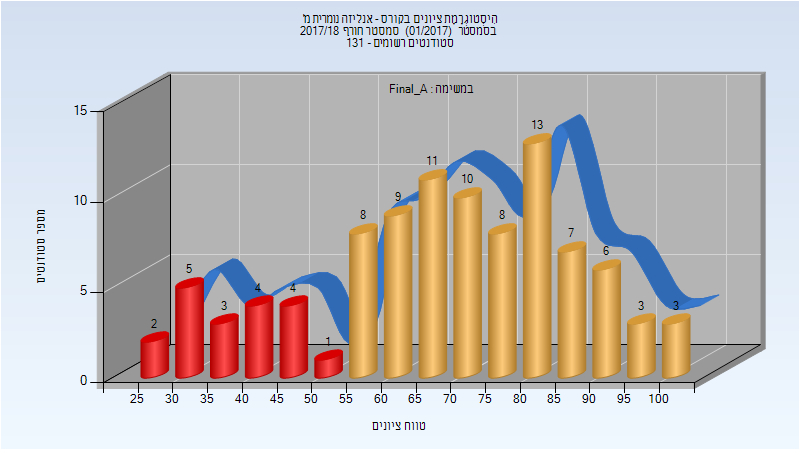 היסטוגרמת ציונים בקורס - אנליזה נומרית מ'
בסמסטר (01/2017) סמסטר חורף 2017/18
סטודנטים רשומים - 131
במשימה : Final_A
מספר סטודנטים
15
10
5
0
2
5
3
4
4
1
8
9
11
10
8
13
7
6
3
3
25 30 35 40 45 50 55 60 65 70 75 80 85 90 95 100
טווח ציונים